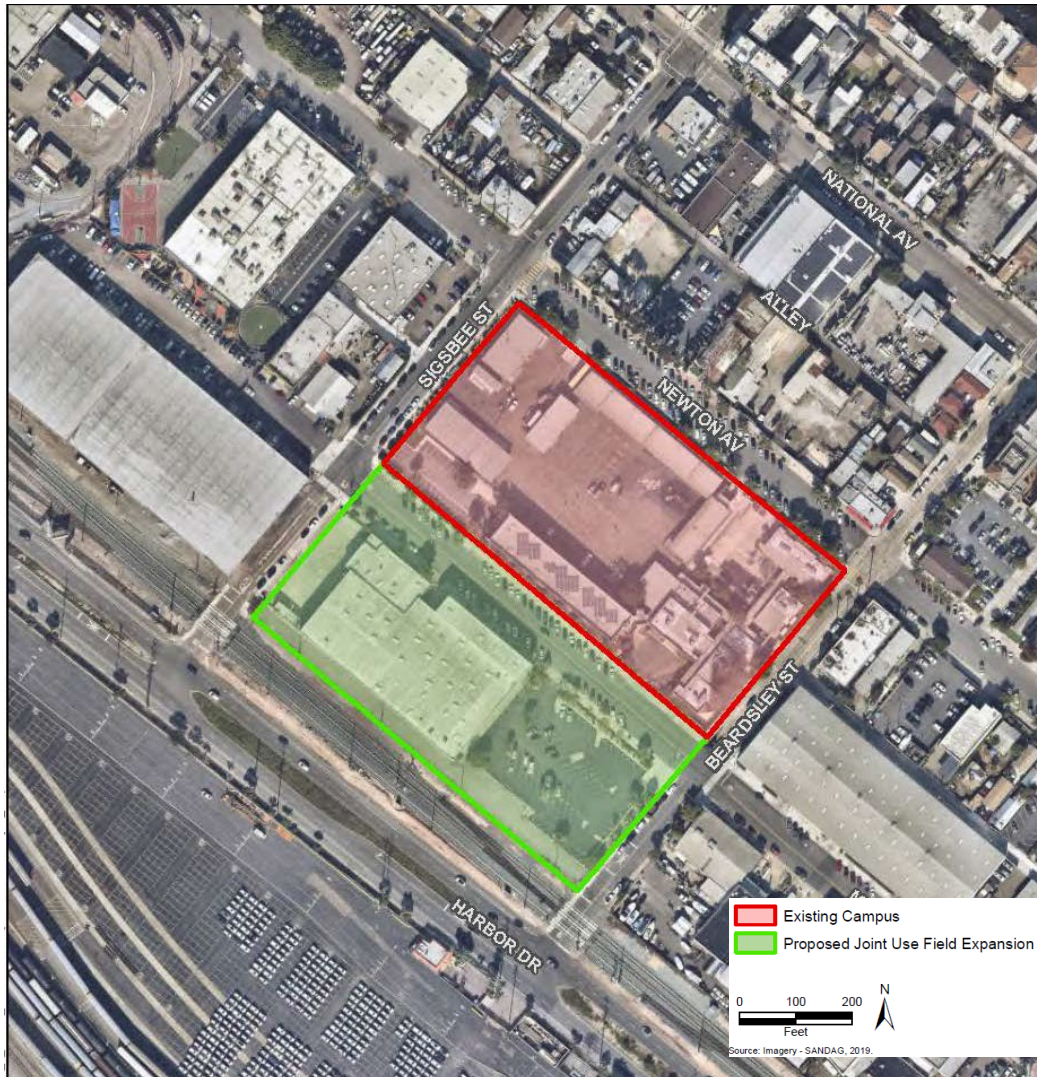 NATIONAL AV
ALLEY
SIGSBEE ST
NEWTON AV
BEARDSLEY ST
HARBOR DR
Existing Campus
Proposed Joint Use Field Expansion
N
0 100 200
Feet
Source: Imagery - SANDAG, 2019.